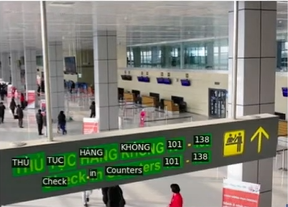 THỦ TỤC HÀNG KHÔNG 101 - 138
Check - in Counters 101 - 138